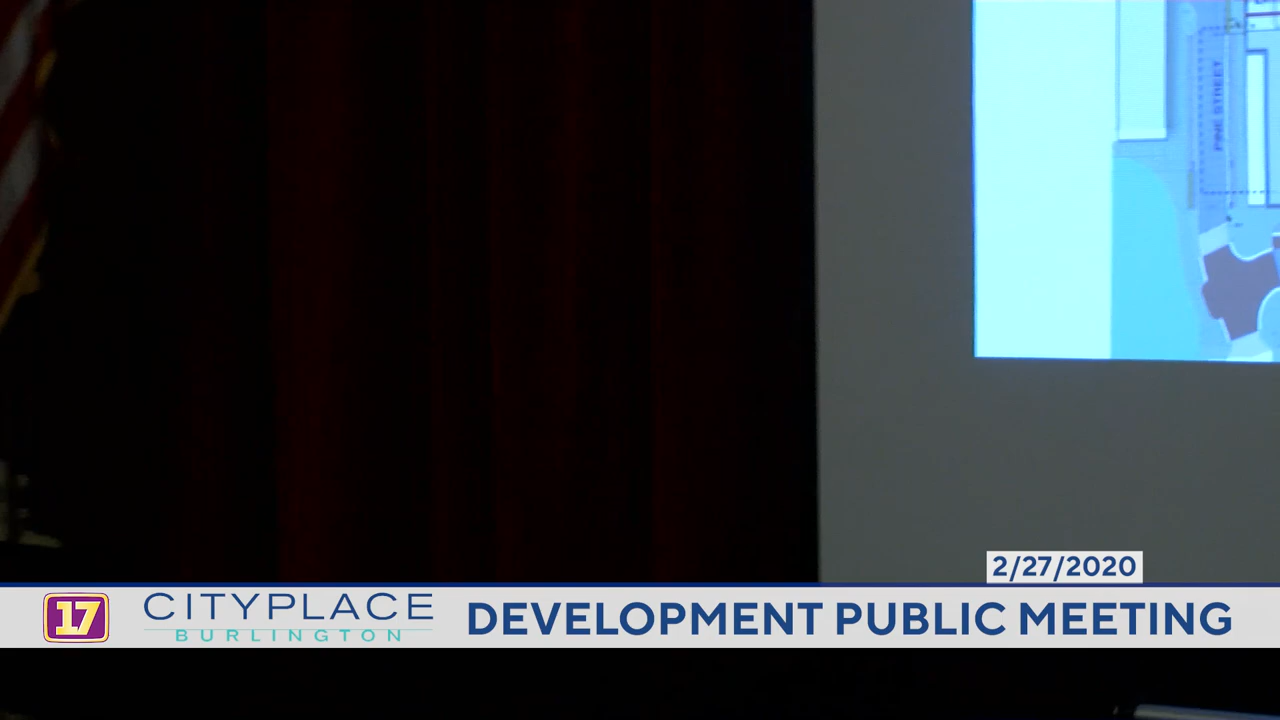 PINE STREET
2/27/2020
17
CITYPLACE
BURLINGTON
DEVELOPMENT PUBLIC MEETING